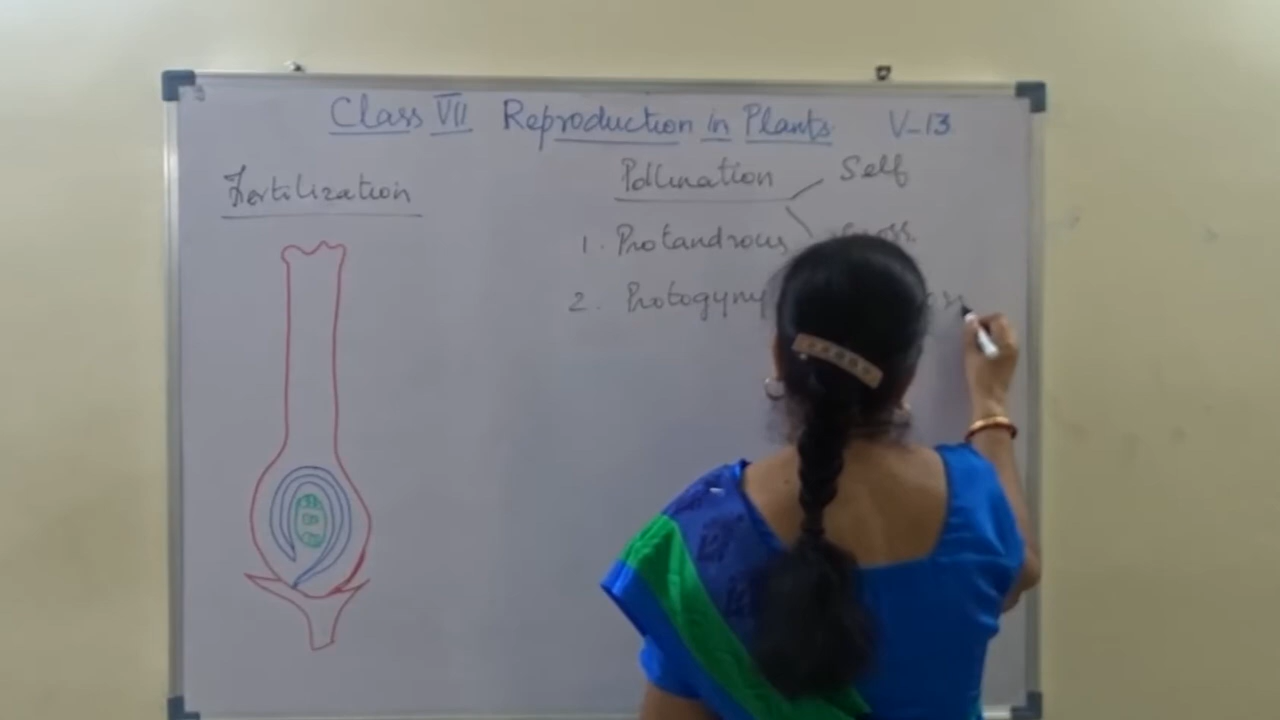 Class VII Reproduction in Plants V-13
Fertilization
Pollination Self
1. Protandrous Cross.
2. Protogyny